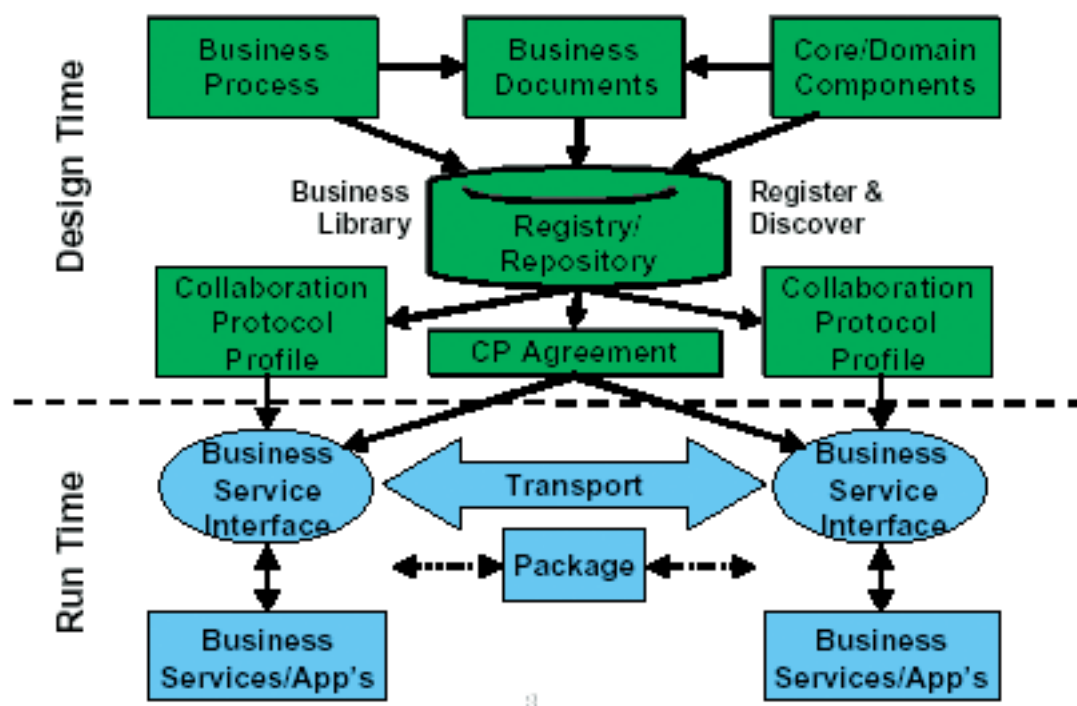 Design Time
Business
Process
Business
Documents
Core/Domain
Components
Business
Library
Registry/
Repository
Register &
Discover
Collaboration
Protocol
Profile
CP Agreement
Collaboration
Protocol
Profile
Run Time
Business
Service
Interface
Transport
Business
Service
Interface
Package
Business
Services/App's
Business
Services/App's